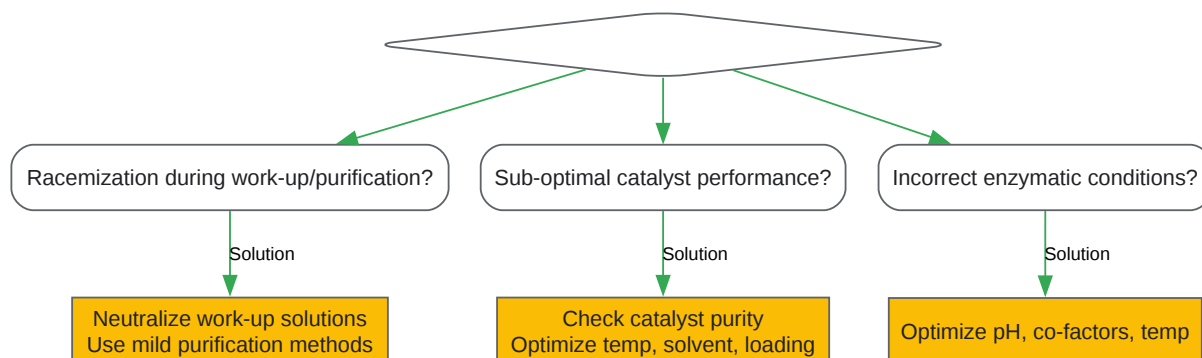 Racemization during work-up/purification?
Sub-optimal catalyst performance?
Incorrect enzymatic conditions?
Solution
Solution
Solution
Neutralize work-up solutions
Use mild purification methods
Check catalyst purity
Optimize temp, solvent, loading
Optimize pH, co-factors, temp